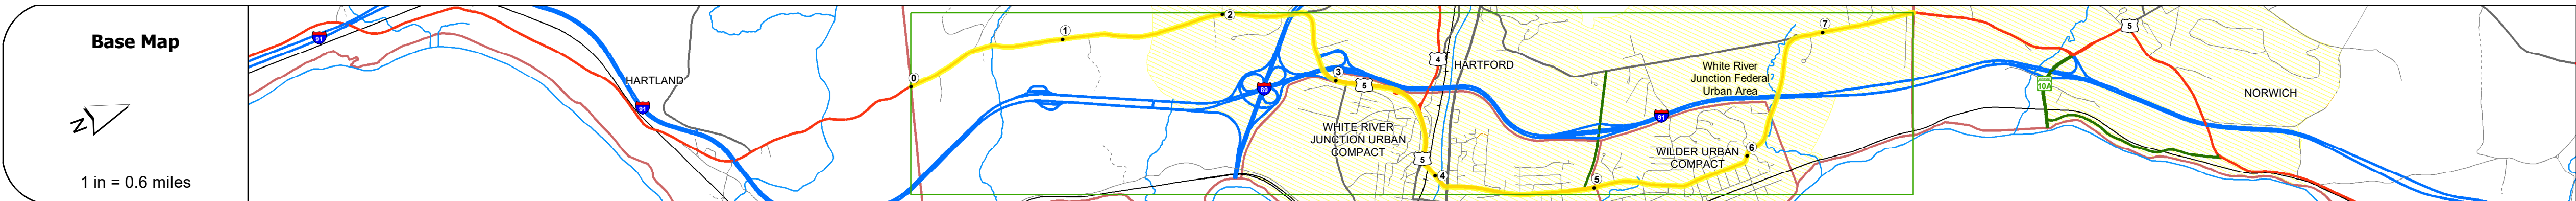 Base Map
N
1 in = 0.6 miles
91
HARTLAND
91
0
1
2
89
3
5
4
HARTFORD
WHITE RIVER
JUNCTION URBAN
COMPACT
5
4
5
91
White River
Junction Federal
Urban Area
WILDER URBAN
COMPACT
6
7
10A
5
NORWICH